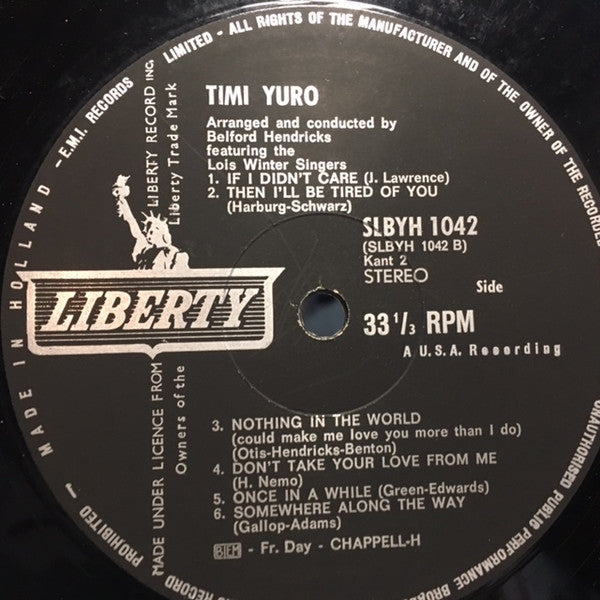 LIMITED - ALL RIGHTS OF THE MANUFACTURER AND OF THE OWNER OF THE RECORDED
UNAUTHORISED PUBLIC PERFORMANCE
RECORD
PROHIBITED -
MADE IN HOLLAND - E.M.I. RECORDS
LIBERTY RECORD INC.
Liberty Trade Mark
MADE UNDER LICENCE FROM
Owners of the
LIBERTY
TIMI YURO
Arranged and conducted by
Belford Hendricks
featuring the
Lois Winter Singers
1. IF I DIDN'T CARE (J. Lawrence)
2. THEN I'LL BE TIRED OF YOU
(Harburg-Schwarz)
SLBYH 1042
(SLBYH 1042 B)
Kant 2
STEREO
Side
33 1/3 RPM
A U.S.A. Recording
3. NOTHING IN THE WORLD
(could make me love you more than I do)
(Otis-Hendricks-Benton)
4. DON'T TAKE YOUR LOVE FROM ME
(H. Nemo)
5. ONCE IN A WHILE (Green-Edwards)
6. SOMEWHERE ALONG THE WAY
(Gallop-Adams)
BIEM - Fr. Day - CHAPPELL-H